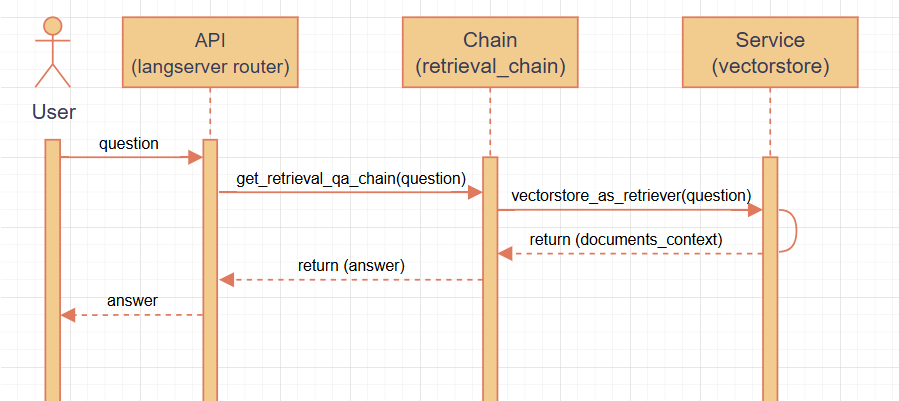 User
API
(langserver router)
Chain
(retrieval_chain)
Service
(vectorstore)
question
get_retrieval_qa_chain(question)
vectorstore_as_retriever(question)
return (documents_context)
return (answer)
answer